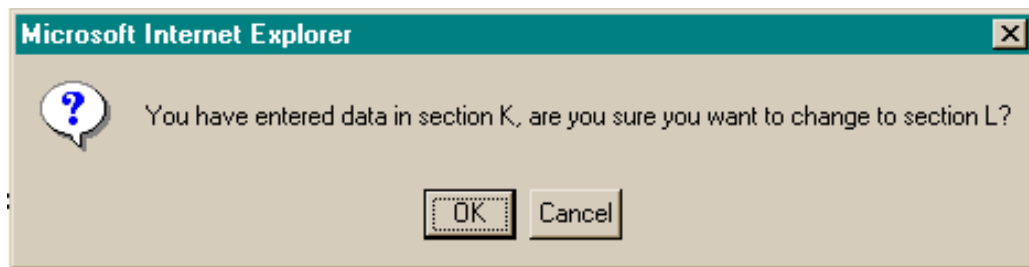 Microsoft Internet Explorer
You have entered data in section K, are you sure you want to change to section L?
OK Cancel